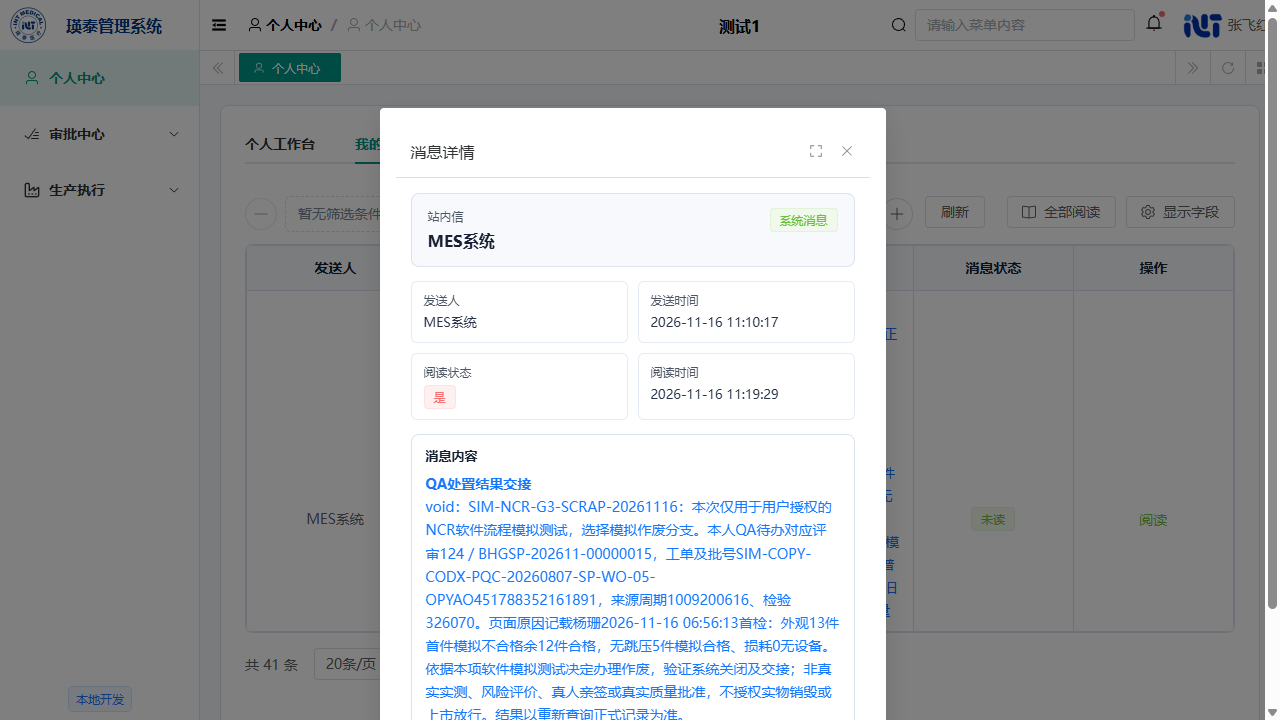 瑛泰管理系统
个人中心 / 个人中心
测试1
请输入菜单内容
张飞红
个人中心
个人中心
审批中心
生产执行
个人工作台
我的
暂无筛选条件
刷新
全部阅读
显示字段
发送人
消息状态
操作
MES系统
未读
阅读
共 41 条
20条/页
本地开发
消息详情
站内信
系统消息
MES系统
发送人
MES系统
发送时间
2026-11-16 11:10:17
阅读状态
是
阅读时间
2026-11-16 11:19:29
消息内容
QA处置结果交接
void：SIM-NCR-G3-SCRAP-20261116：本次仅用于用户授权的
NCR软件流程模拟测试，选择模拟作废分支。本人QA待办对应评
审124 / BHGSP-202611-00000015，工单及批号SIM-COPY-
CODX-PQC-20260807-SP-WO-05-
OPYAO451788352161891，来源周期1009200616、检验
326070。页面原因记载杨珊2026-11-16 06:56:13首检：外观13件
首件模拟不合格余12件合格，无跳压5件模拟合格、损耗0无设备。
依据本项软件模拟测试决定办理作废，验证系统关闭及交接；非真
实实测、风险评价、真人亲签或真实质量批准，不授权实物销毁或
上市放行。结果以重新查询正式记录为准。